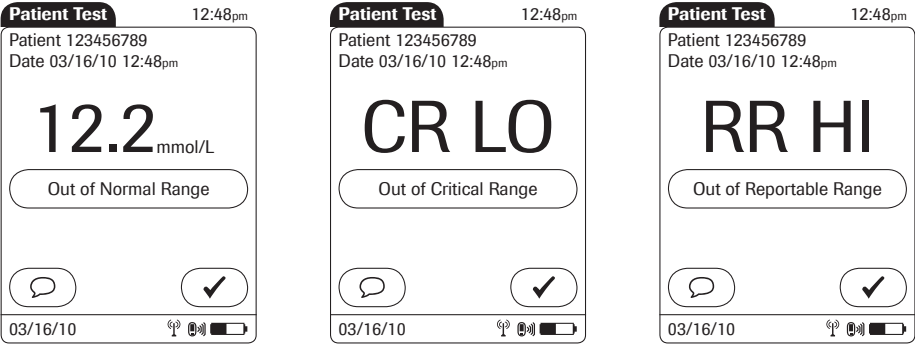 Patient Test 12:48pm
Patient 123456789
Date 03/16/10 12:48pm
12.2 mmol/L
Out of Normal Range
03/16/10
Patient Test 12:48pm
Patient 123456789
Date 03/16/10 12:48pm
CR LO
Out of Critical Range
03/16/10
Patient Test 12:48pm
Patient 123456789
Date 03/16/10 12:48pm
RR HI
Out of Reportable Range
03/16/10